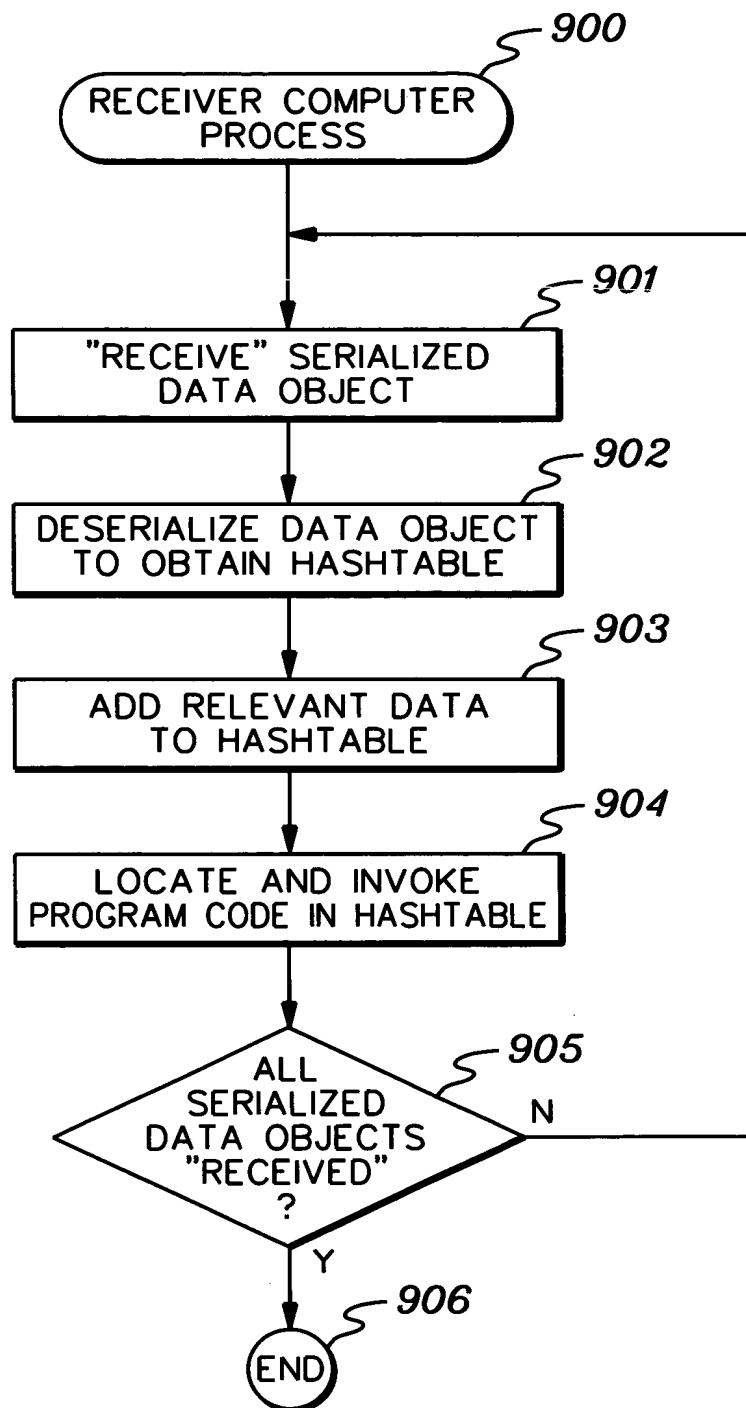 900
RECEIVER COMPUTER
PROCESS
901
"RECEIVE" SERIALIZED
DATA OBJECT
902
DESERIALIZE DATA OBJECT
TO OBTAIN HASHTABLE
903
ADD RELEVANT DATA
TO HASHTABLE
904
LOCATE AND INVOKE
PROGRAM CODE IN HASHTABLE
905
ALL
SERIALIZED
DATA OBJECTS
"RECEIVED"
?
N
Y
906
END